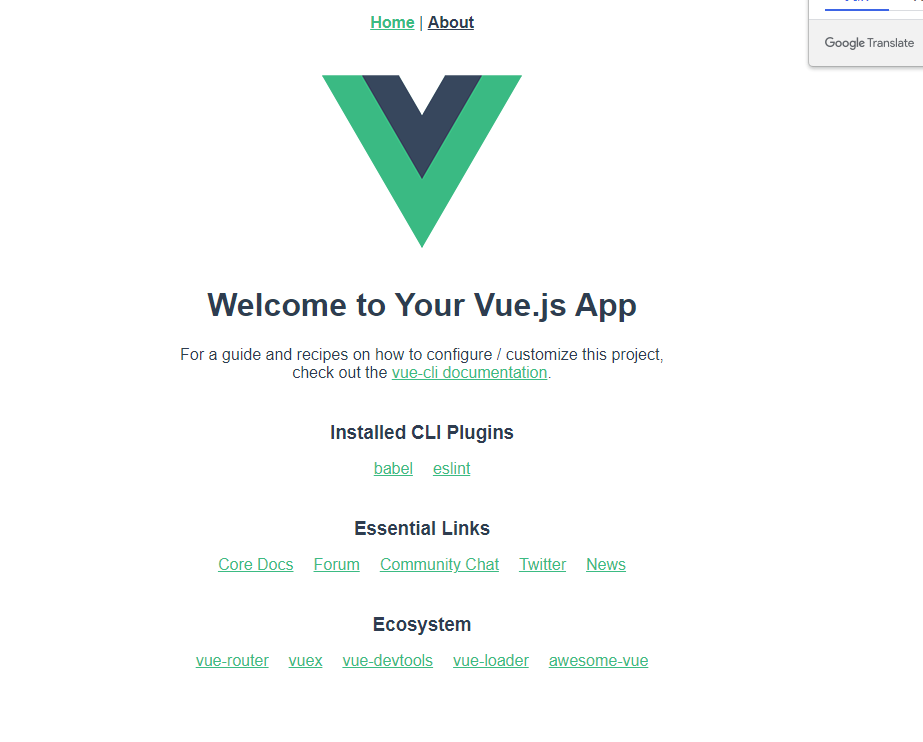 Home | About
Google Translate
Welcome to Your Vue.js App
For a guide and recipes on how to configure / customize this project,
check out the vue-cli documentation.
Installed CLI Plugins
babel eslint
Essential Links
Core Docs Forum Community Chat Twitter News
Ecosystem
vue-router vuex vue-devtools vue-loader awesome-vue